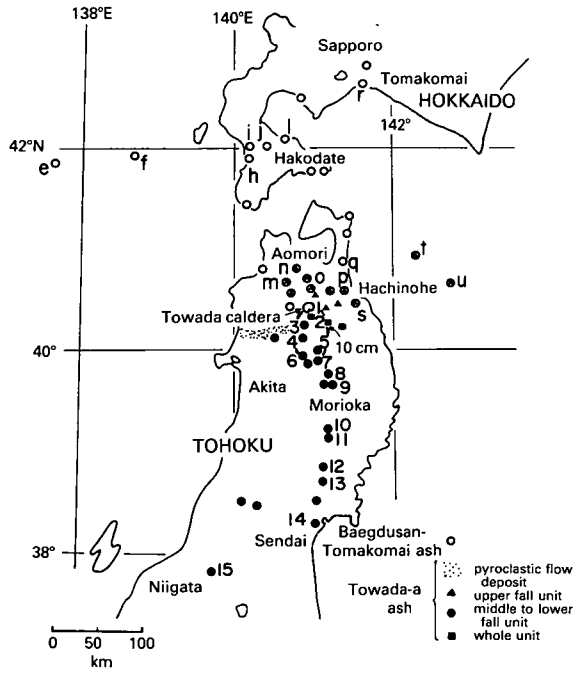 138°E
140°E
Sapporo
Tomakomai
r
HOKKAIDO
142°
42°N
i
j
l
e
f
h
Hakodate
t
Aomori
q
n
o
m
p
Hachinohe
u
s
Towada caldera
1
2
3
10 cm
4
5
40°
6
7
8
Akita
9
Morioka
10
11
TOHOKU
12
13
14
Sendai
Baegdusan-
Tomakomai ash
38°
15
Niigata
Towada-a
ash
pyroclastic flow
deposit
upper fall unit
middle to lower
fall unit
whole unit
0 50 100
km